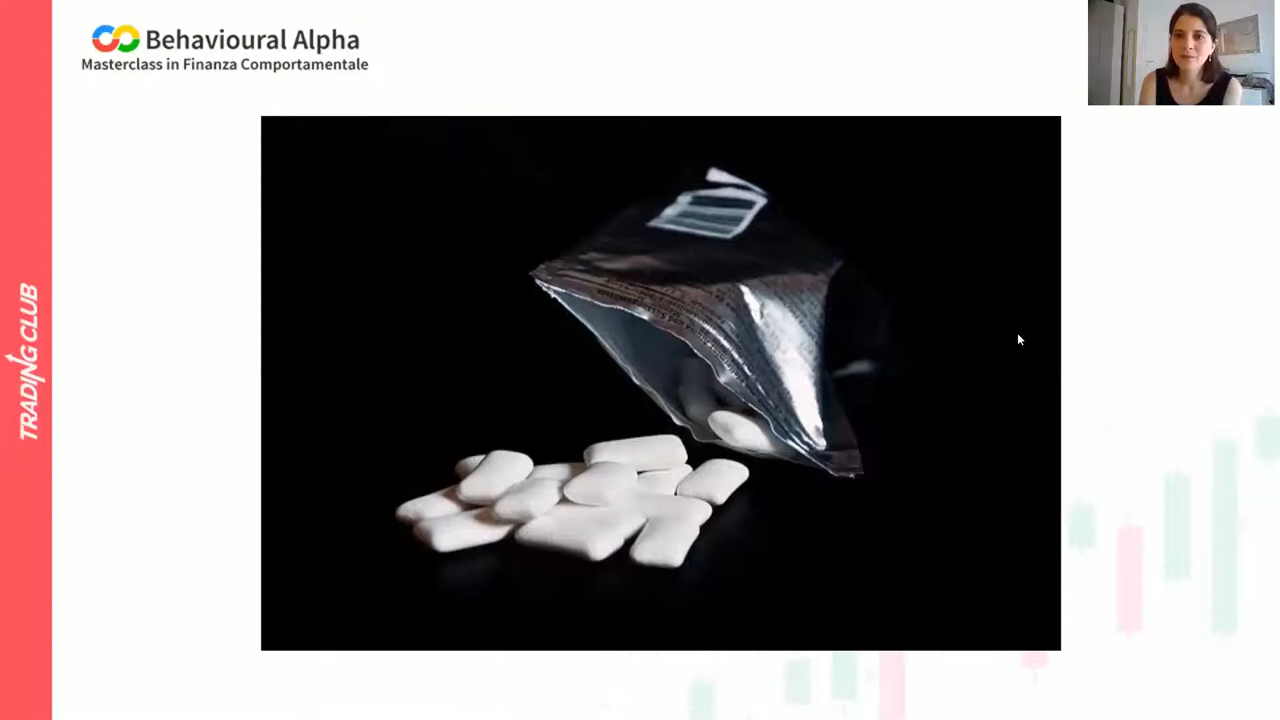 Behavioural Alpha
Masterclass in Finanza Comportamentale
TRADING CLUB